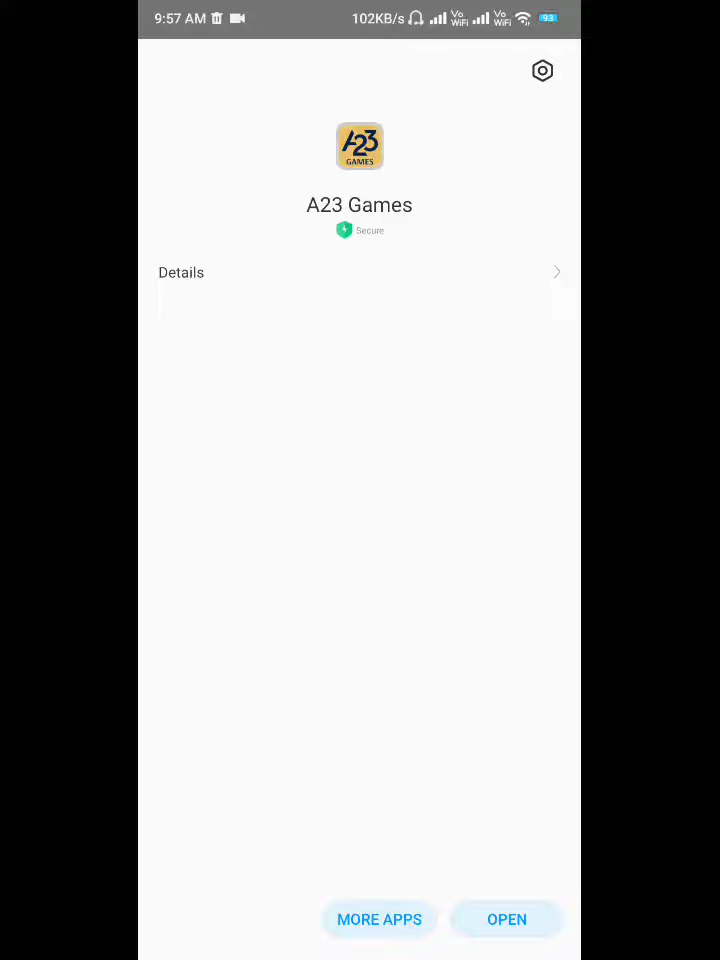 9:57 AM 102KB/s Vo WiFi Vo WiFi 93
A23
GAMES
A23 Games
Secure
Details
MORE APPS OPEN